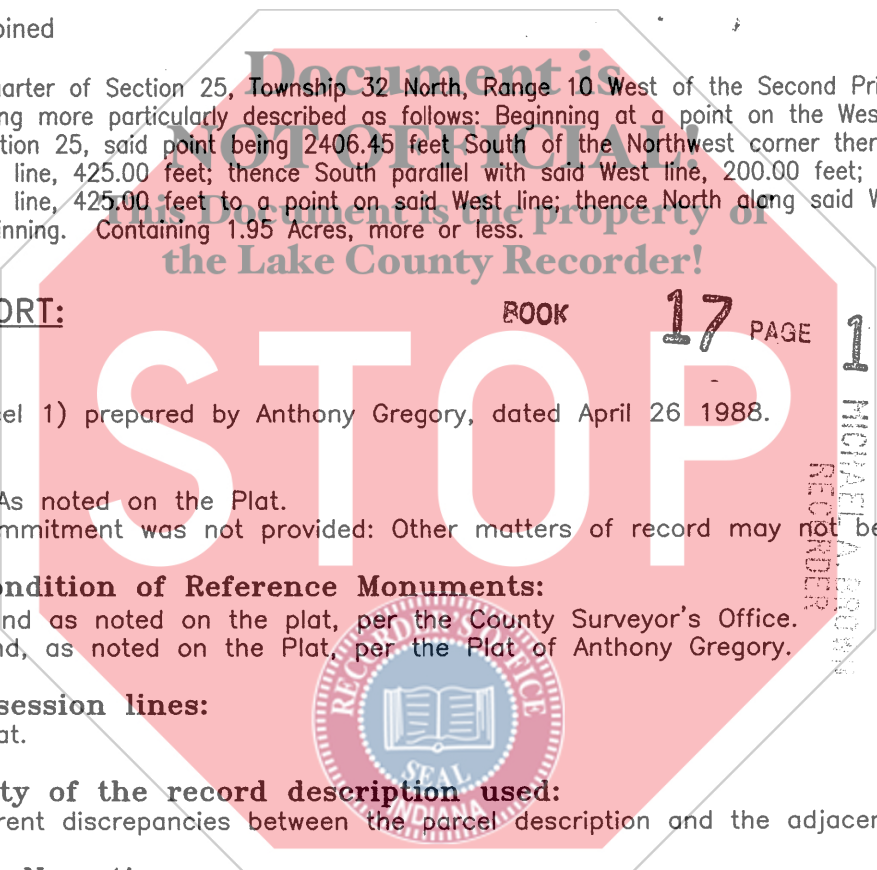 oined
arter of Section 25, Township 32 North, Range 10 West of the Second Pri
ng more particularly described as follows: Beginning at a point on the Wes
tion 25, said point being 2406.45 feet South of the Northwest corner ther
line, 425.00 feet; thence South parallel with said West line, 200.00 feet;
line, 425.00 feet to a point on said West line; thence North along said W
inning. Containing 1.95 Acres, more or less.
Document is
NOT OFFICIAL!
This Document is the property of
the Lake County Recorder!
ORT:
BOOK 17 PAGE 1
MICHAEL A BROWN
RECORDER
STOP
cel 1) prepared by Anthony Gregory, dated April 26 1988.
As noted on the Plat.
mmitment was not provided: Other matters of record may not be
ondition of Reference Monuments:
nd as noted on the plat, per the County Surveyor's Office.
nd, as noted on the Plat, per the Plat of Anthony Gregory.
session lines:
at.
ty of the record description used:
rent discrepancies between the parcel description and the adjacen
RECORDER'S OFFICE
SEAL
INDIANA